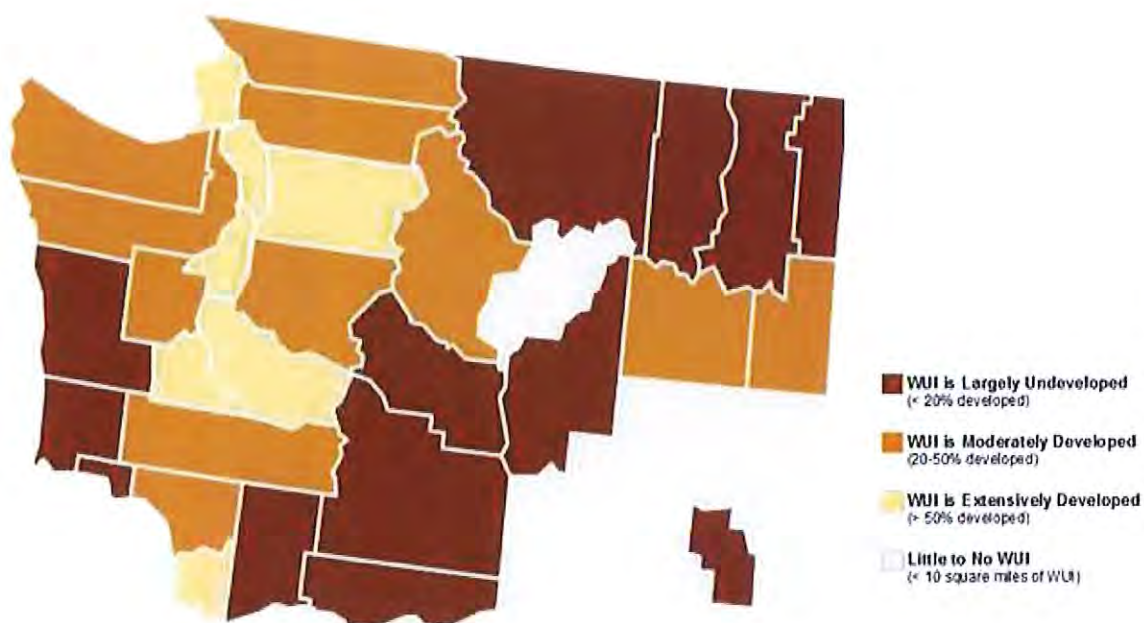 WUI is Largely Undeveloped
(< 20% developed)
WUI is Moderately Developed
(20-50% developed)
WUI is Extensively Developed
(> 50% developed)
Little to No WUI
(< 10 square miles of WUI)